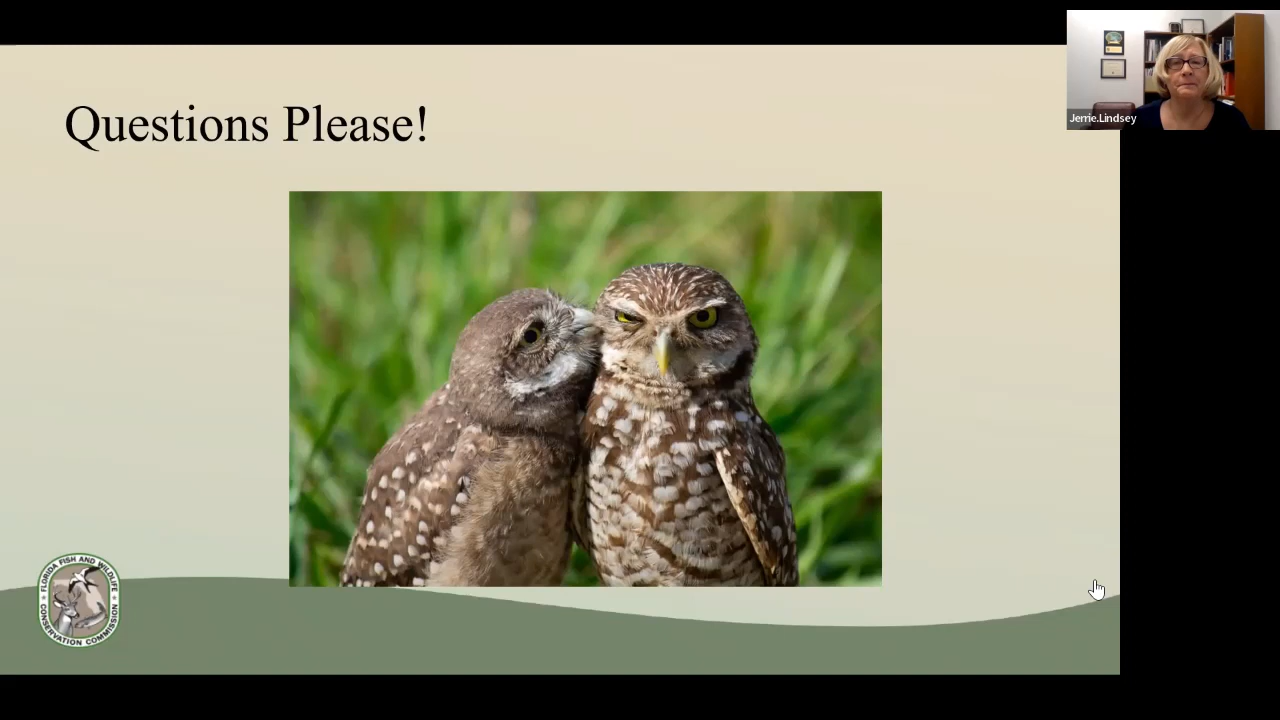 Questions Please!
Jerrie.Lindsey
FLORIDA FISH AND WILDLIFE
CONSERVATION COMMISSION